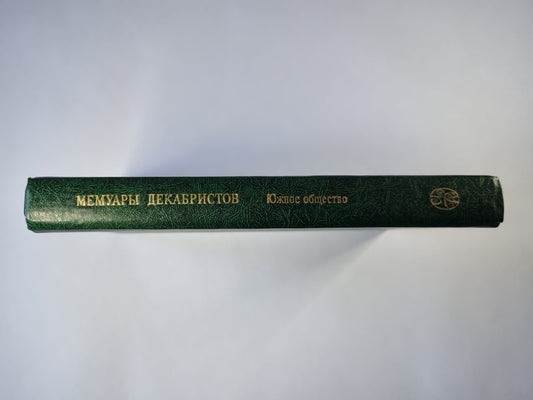 МЕМУАРЫ ДЕКАБРИСТОВ Южное общество